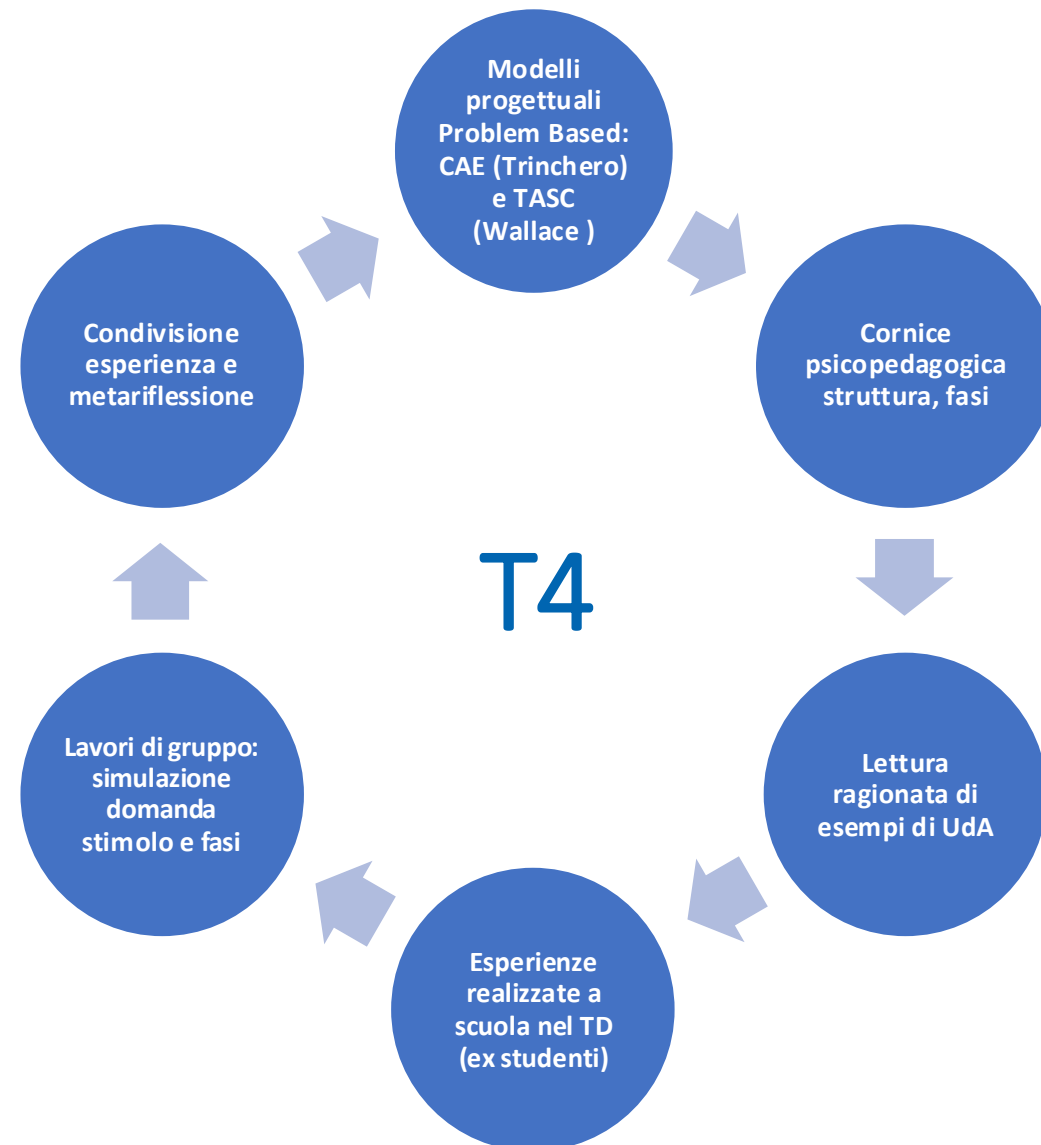 Modelli
progettuali
Problem Based:
CAE (Trinchero)
e TASC
(Wallace )
Cornice
psicopedagogica
struttura, fasi
Lettura
ragionata di
esempi di UdA
Esperienze
realizzate a
scuola nel TD
(ex studenti)
Lavori di gruppo:
simulazione
domanda
stimolo e fasi
Condivisione
esperienza e
metariflessione
T4